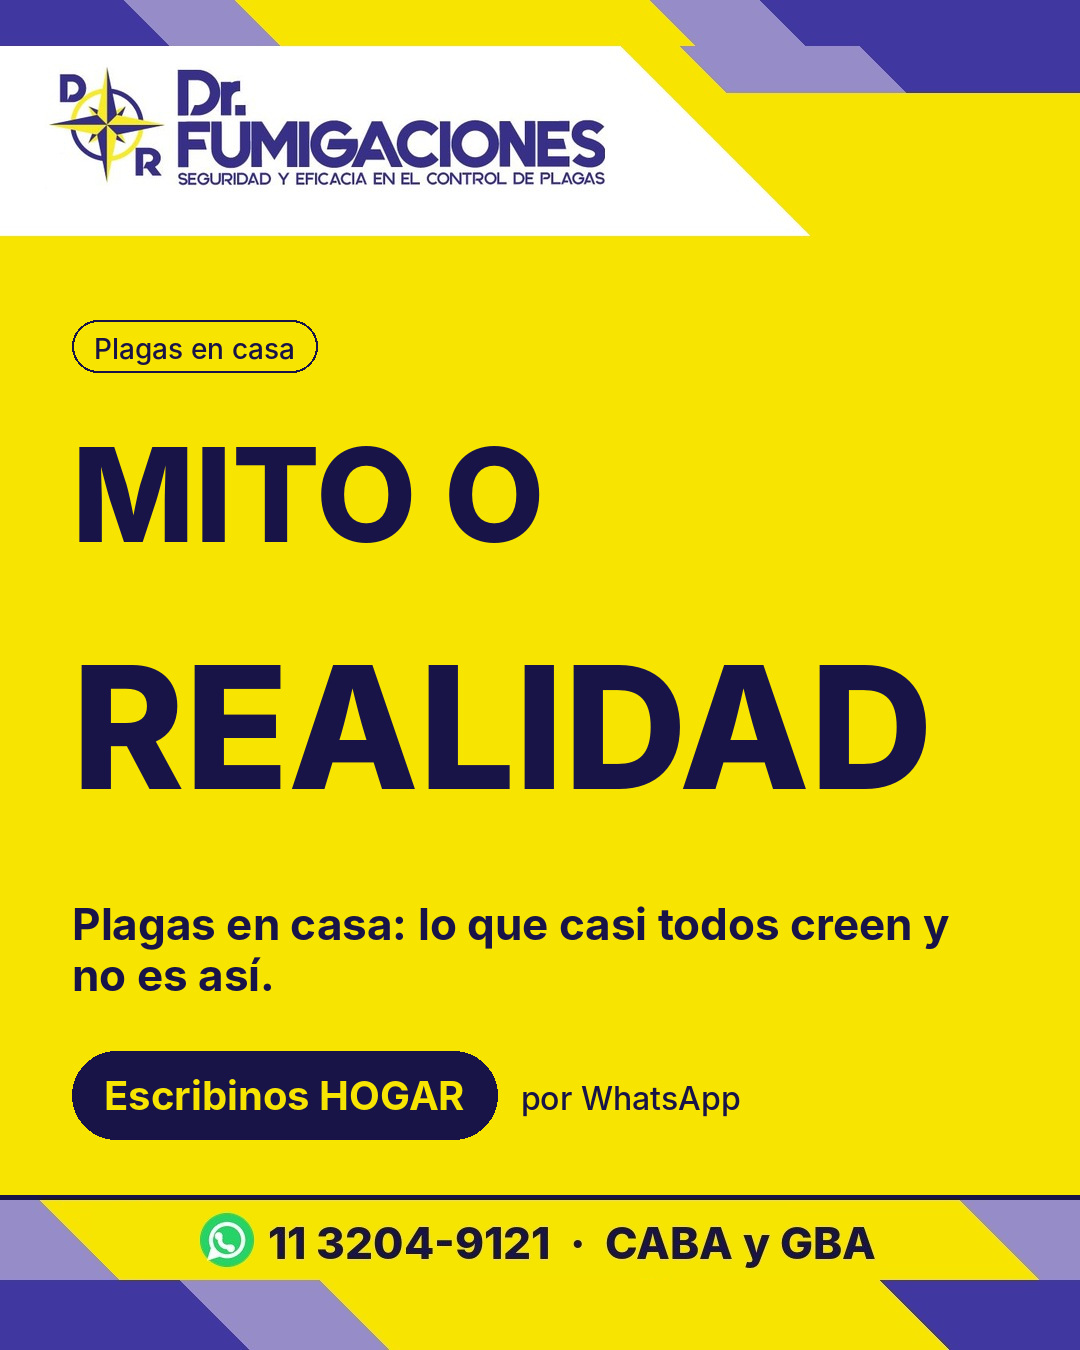 D
R
Dr.
FUMIGACIONES
SEGURIDAD Y EFICACIA EN EL CONTROL DE PLAGAS
Plagas en casa
MITO O
REALIDAD
Plagas en casa: lo que casi todos creen y
no es así.
Escribinos HOGAR por WhatsApp
11 3204-9121 · CABA y GBA